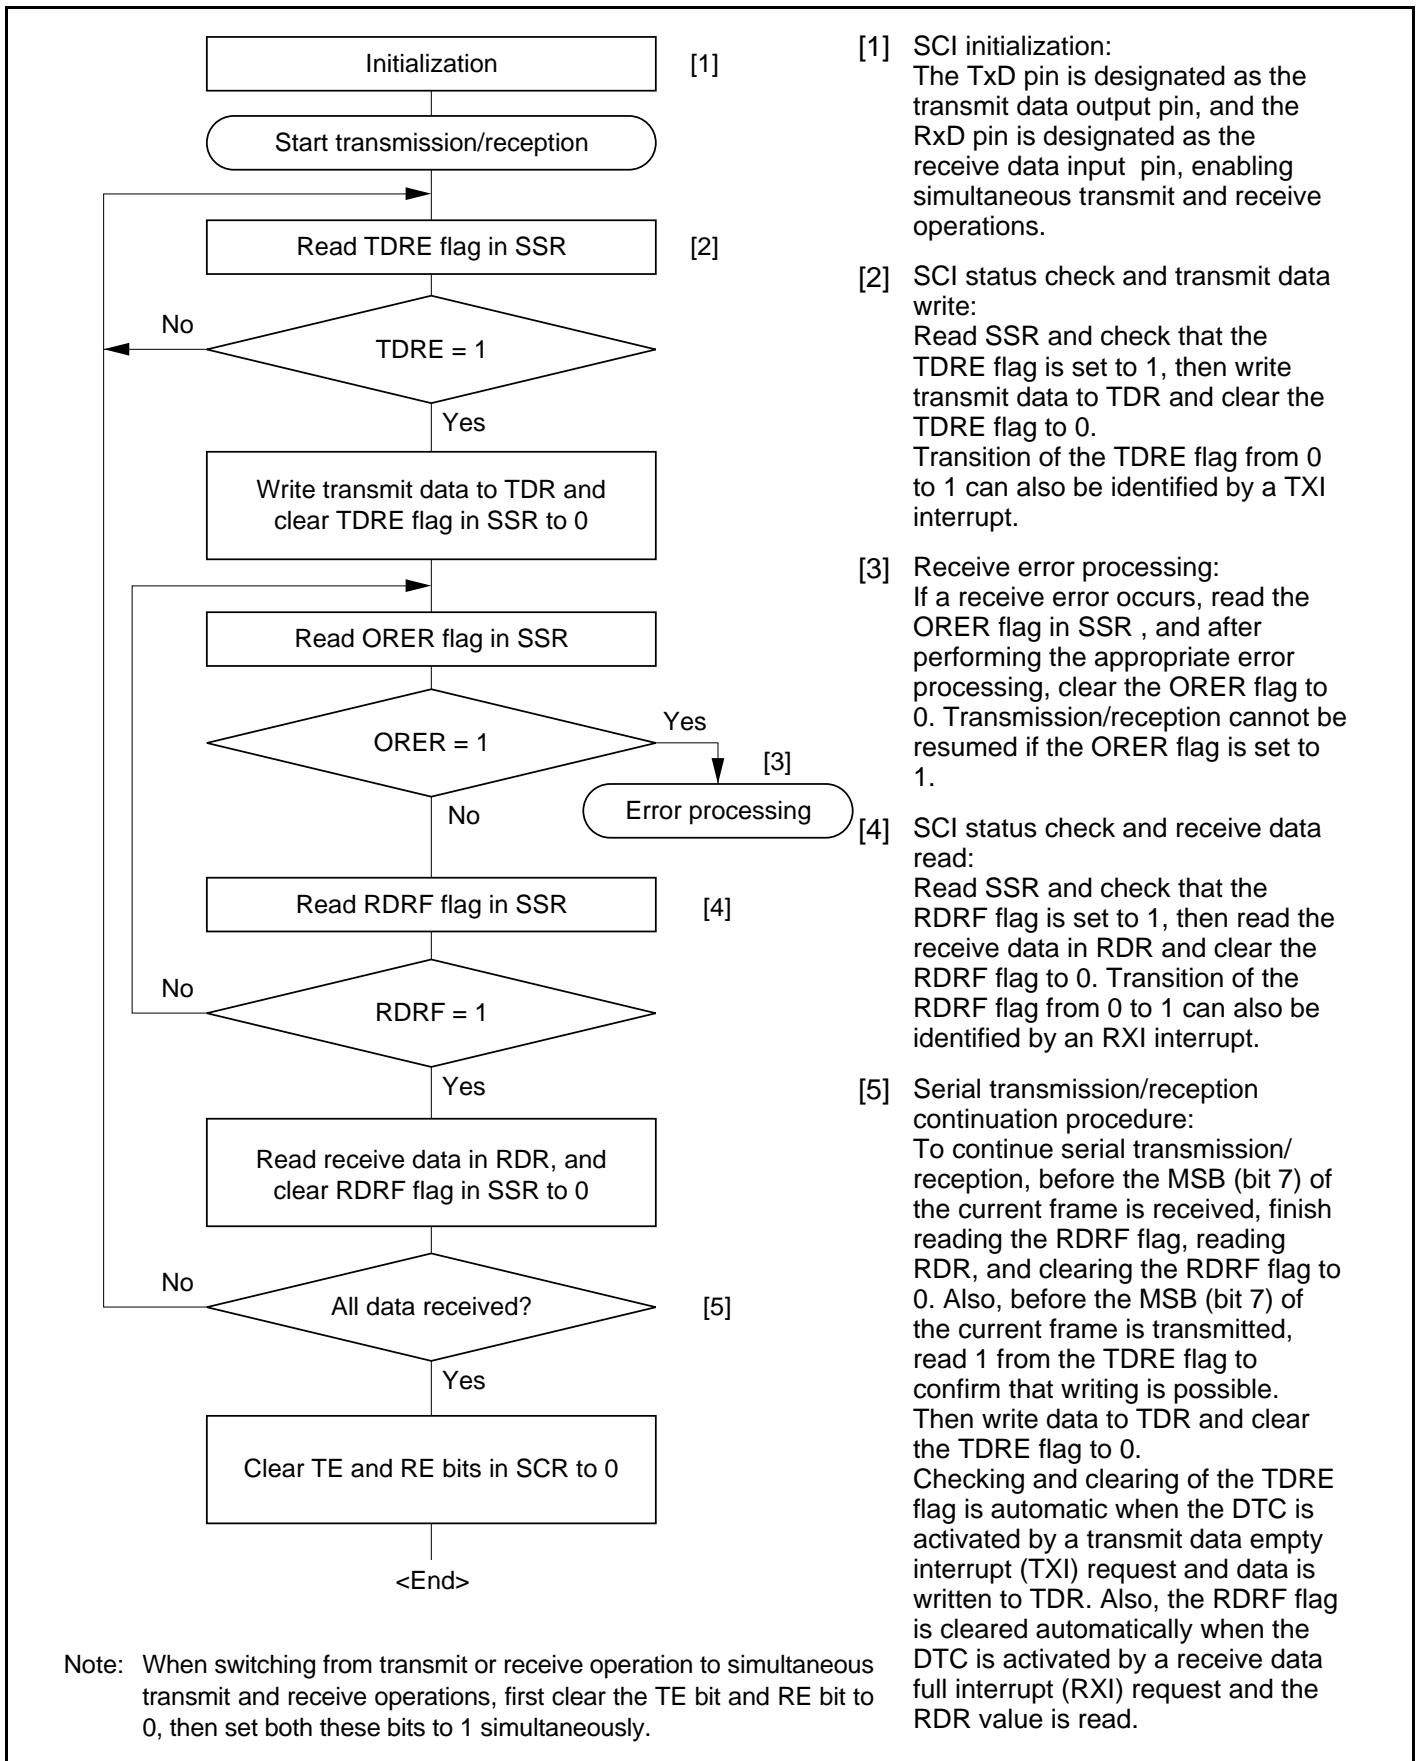 Initialization
[1]
Start transmission/reception
Read TDRE flag in SSR
[2]
No
TDRE = 1
Yes
Write transmit data to TDR and
clear TDRE flag in SSR to 0
Read ORER flag in SSR
ORER = 1
Yes
[3]
No
Error processing
Read RDRF flag in SSR
[4]
No
RDRF = 1
Yes
Read receive data in RDR, and
clear RDRF flag in SSR to 0
No
All data received?
[5]
Yes
Clear TE and RE bits in SCR to 0
<End>
Note: When switching from transmit or receive operation to simultaneous
transmit and receive operations, first clear the TE bit and RE bit to
0, then set both these bits to 1 simultaneously.
[1] SCI initialization:
The TxD pin is designated as the
transmit data output pin, and the
RxD pin is designated as the
receive data input pin, enabling
simultaneous transmit and receive
operations.
[2] SCI status check and transmit data
write:
Read SSR and check that the
TDRE flag is set to 1, then write
transmit data to TDR and clear the
TDRE flag to 0.
Transition of the TDRE flag from 0
to 1 can also be identified by a TXI
interrupt.
[3] Receive error processing:
If a receive error occurs, read the
ORER flag in SSR , and after
performing the appropriate error
processing, clear the ORER flag to
0. Transmission/reception cannot be
resumed if the ORER flag is set to
1.
[4] SCI status check and receive data
read:
Read SSR and check that the
RDRF flag is set to 1, then read the
receive data in RDR and clear the
RDRF flag to 0. Transition of the
RDRF flag from 0 to 1 can also be
identified by an RXI interrupt.
[5] Serial transmission/reception
continuation procedure:
To continue serial transmission/
reception, before the MSB (bit 7) of
the current frame is received, finish
reading the RDRF flag, reading
RDR, and clearing the RDRF flag to
0. Also, before the MSB (bit 7) of
the current frame is transmitted,
read 1 from the TDRE flag to
confirm that writing is possible.
Then write data to TDR and clear
the TDRE flag to 0.
Checking and clearing of the TDRE
flag is automatic when the DTC is
activated by a transmit data empty
interrupt (TXI) request and data is
written to TDR. Also, the RDRF flag
is cleared automatically when the
DTC is activated by a receive data
full interrupt (RXI) request and the
RDR value is read.